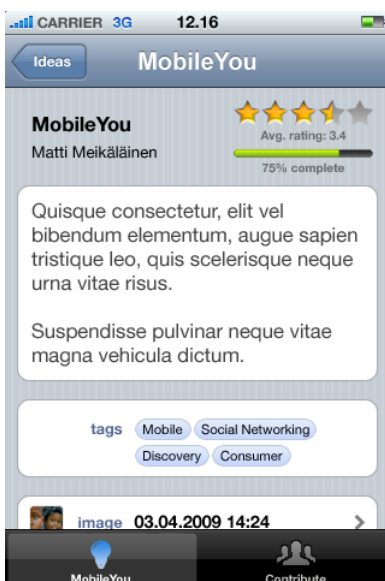 CARRIER 3G 12.16
Ideas MobileYou
MobileYou
Matti Meikäläinen
Avg. rating: 3.4
75% complete
Quisque consectetur, elit vel
bibendum elementum, augue sapien
tristique leo, quis scelerisque neque
urna vitae risus.
Suspendisse pulvinar neque vitae
magna vehicula dictum.
tags Mobile Social Networking
Discovery Consumer
image 03.04.2009 14:24
MobileYou Contribute